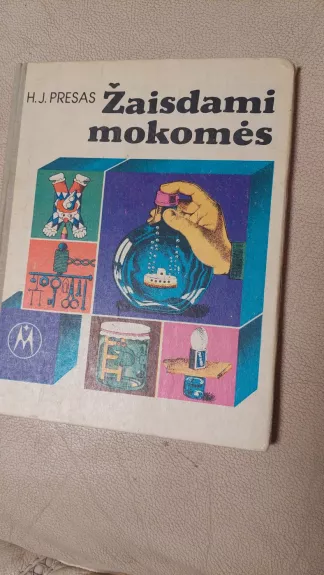 H. J. PRESAS Žaisdami
mokomės